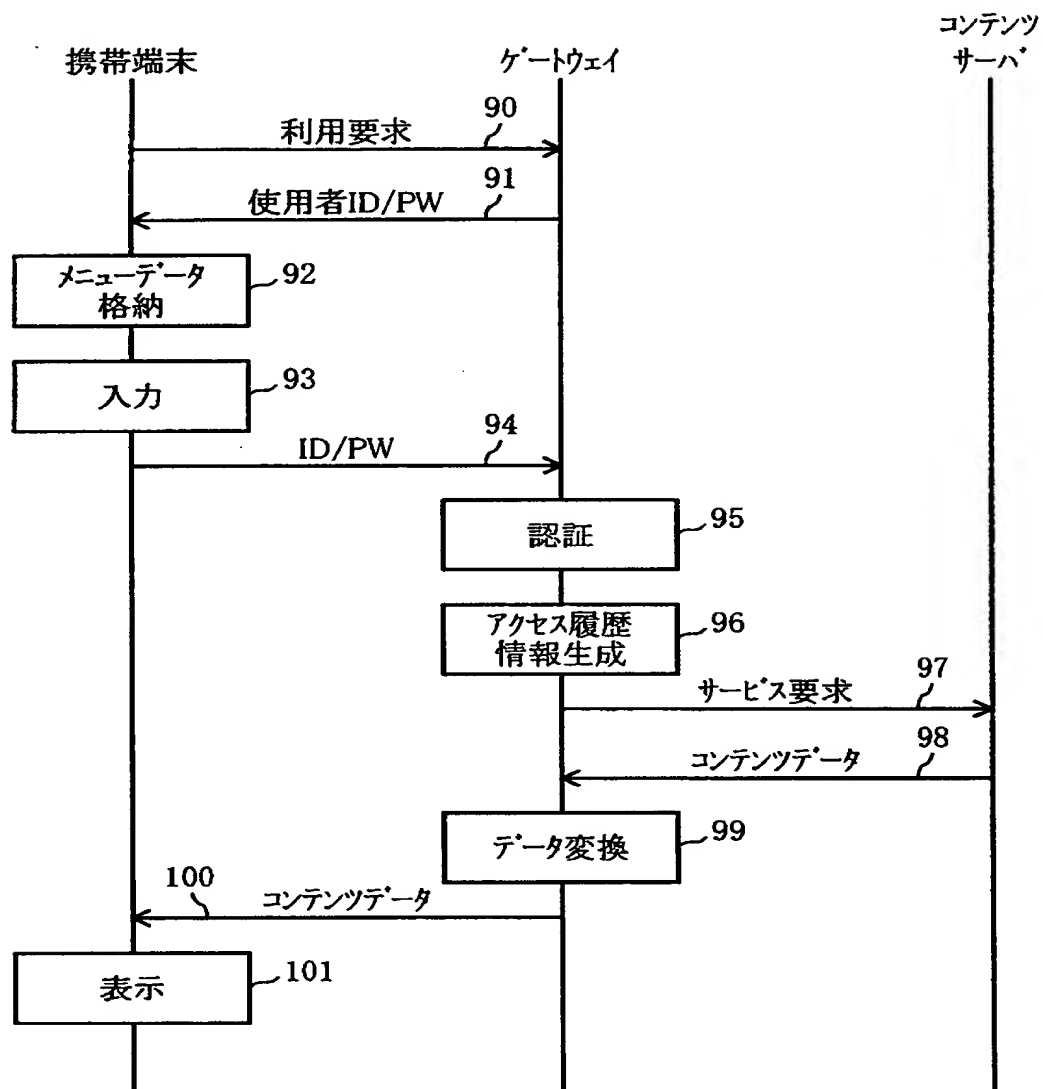 携帯端末
ゲートウェイ
コンテンツ
サーバ
90
利用要求
91
使用者ID/PW
メニューデータ
格納
92
入力
93
94
ID/PW
認証
95
アクセス履歴
情報生成
96
97
サービス要求
98
コンテンツデータ
データ変換
99
100
コンテンツデータ
表示
101